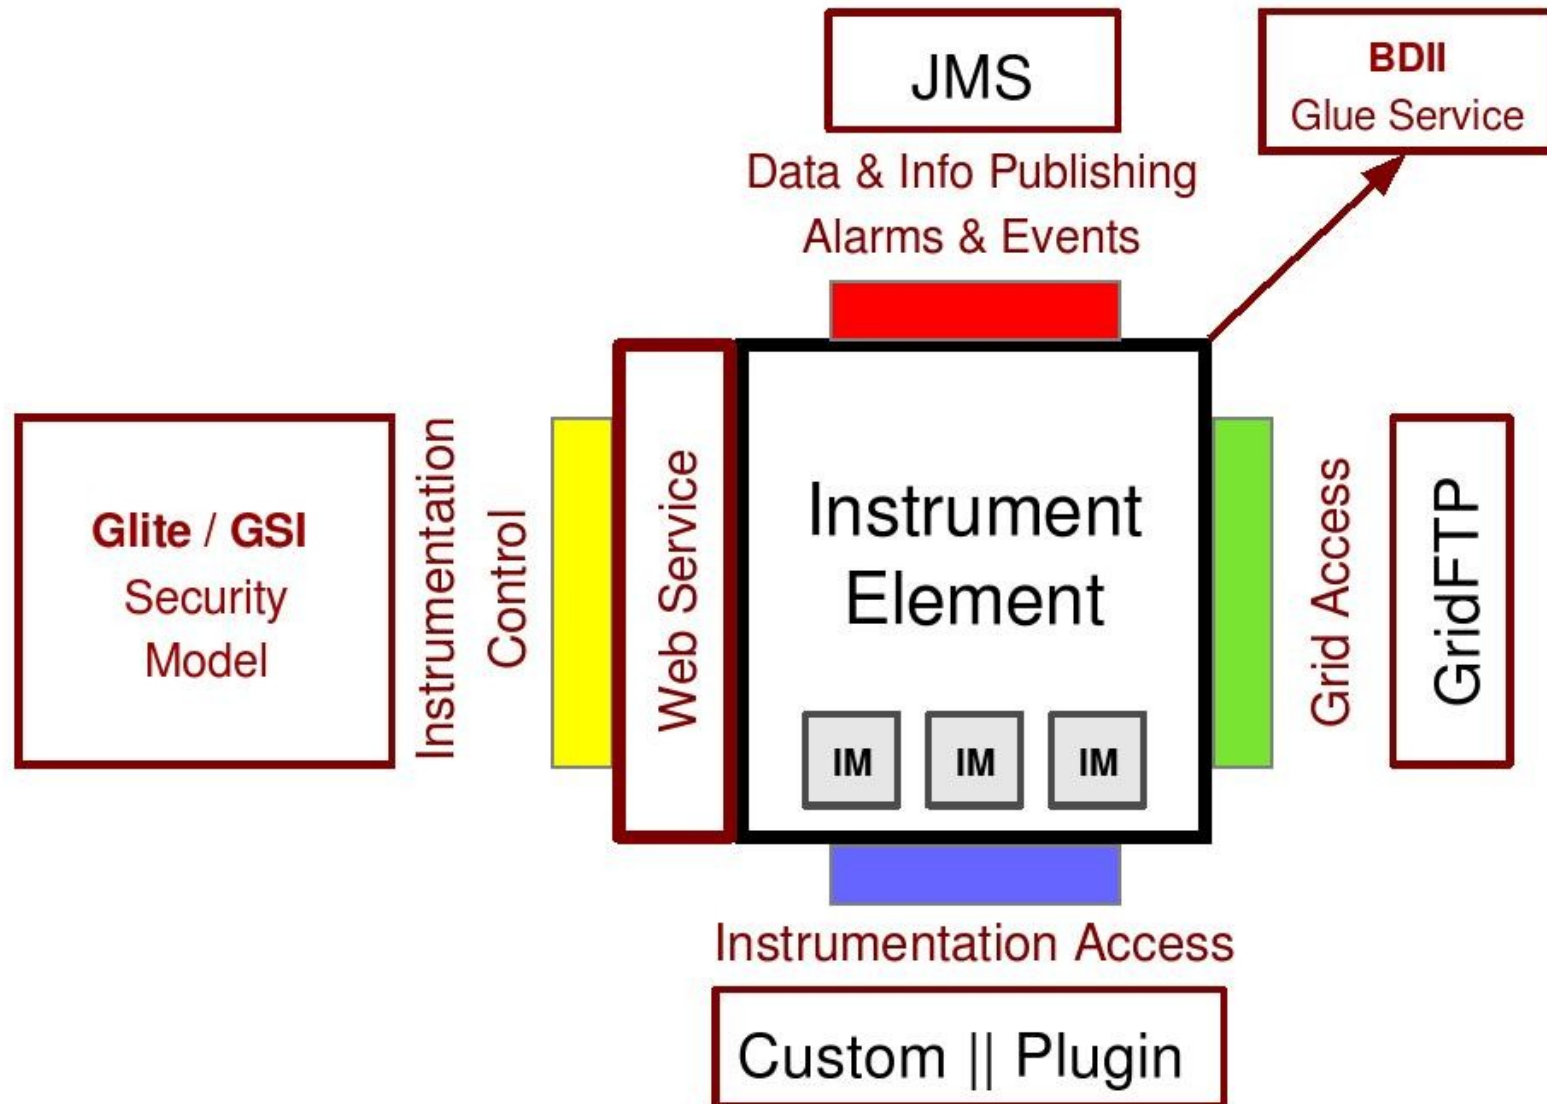 JMS
BDII
Glue Service
Data & Info Publishing
Alarms & Events
Glite / GSI
Security
Model
Instrumentation
Control
Web Service
Instrument
Element
IM
IM
IM
Grid Access
GridFTP
Instrumentation Access
Custom || Plugin